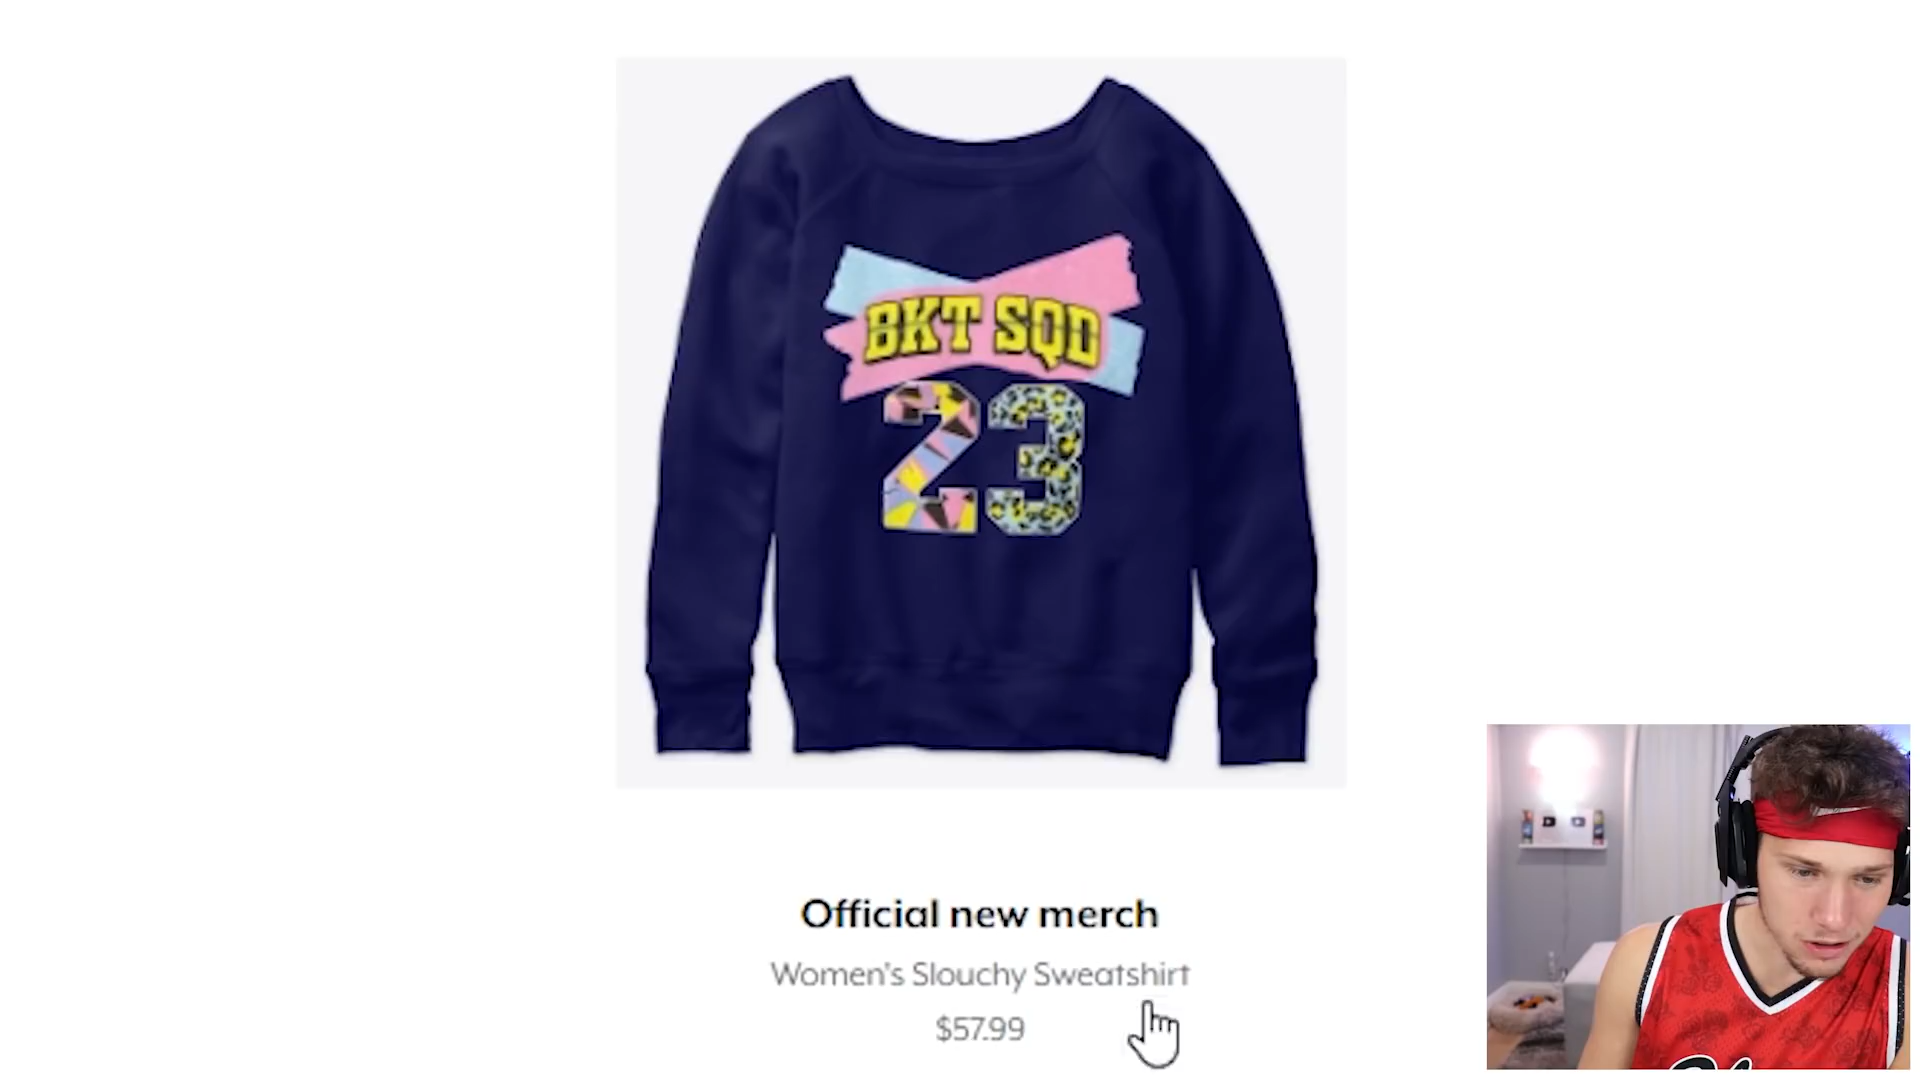 BKT SQD
23
Official new merch
Women's Slouchy Sweatshirt
$57.99